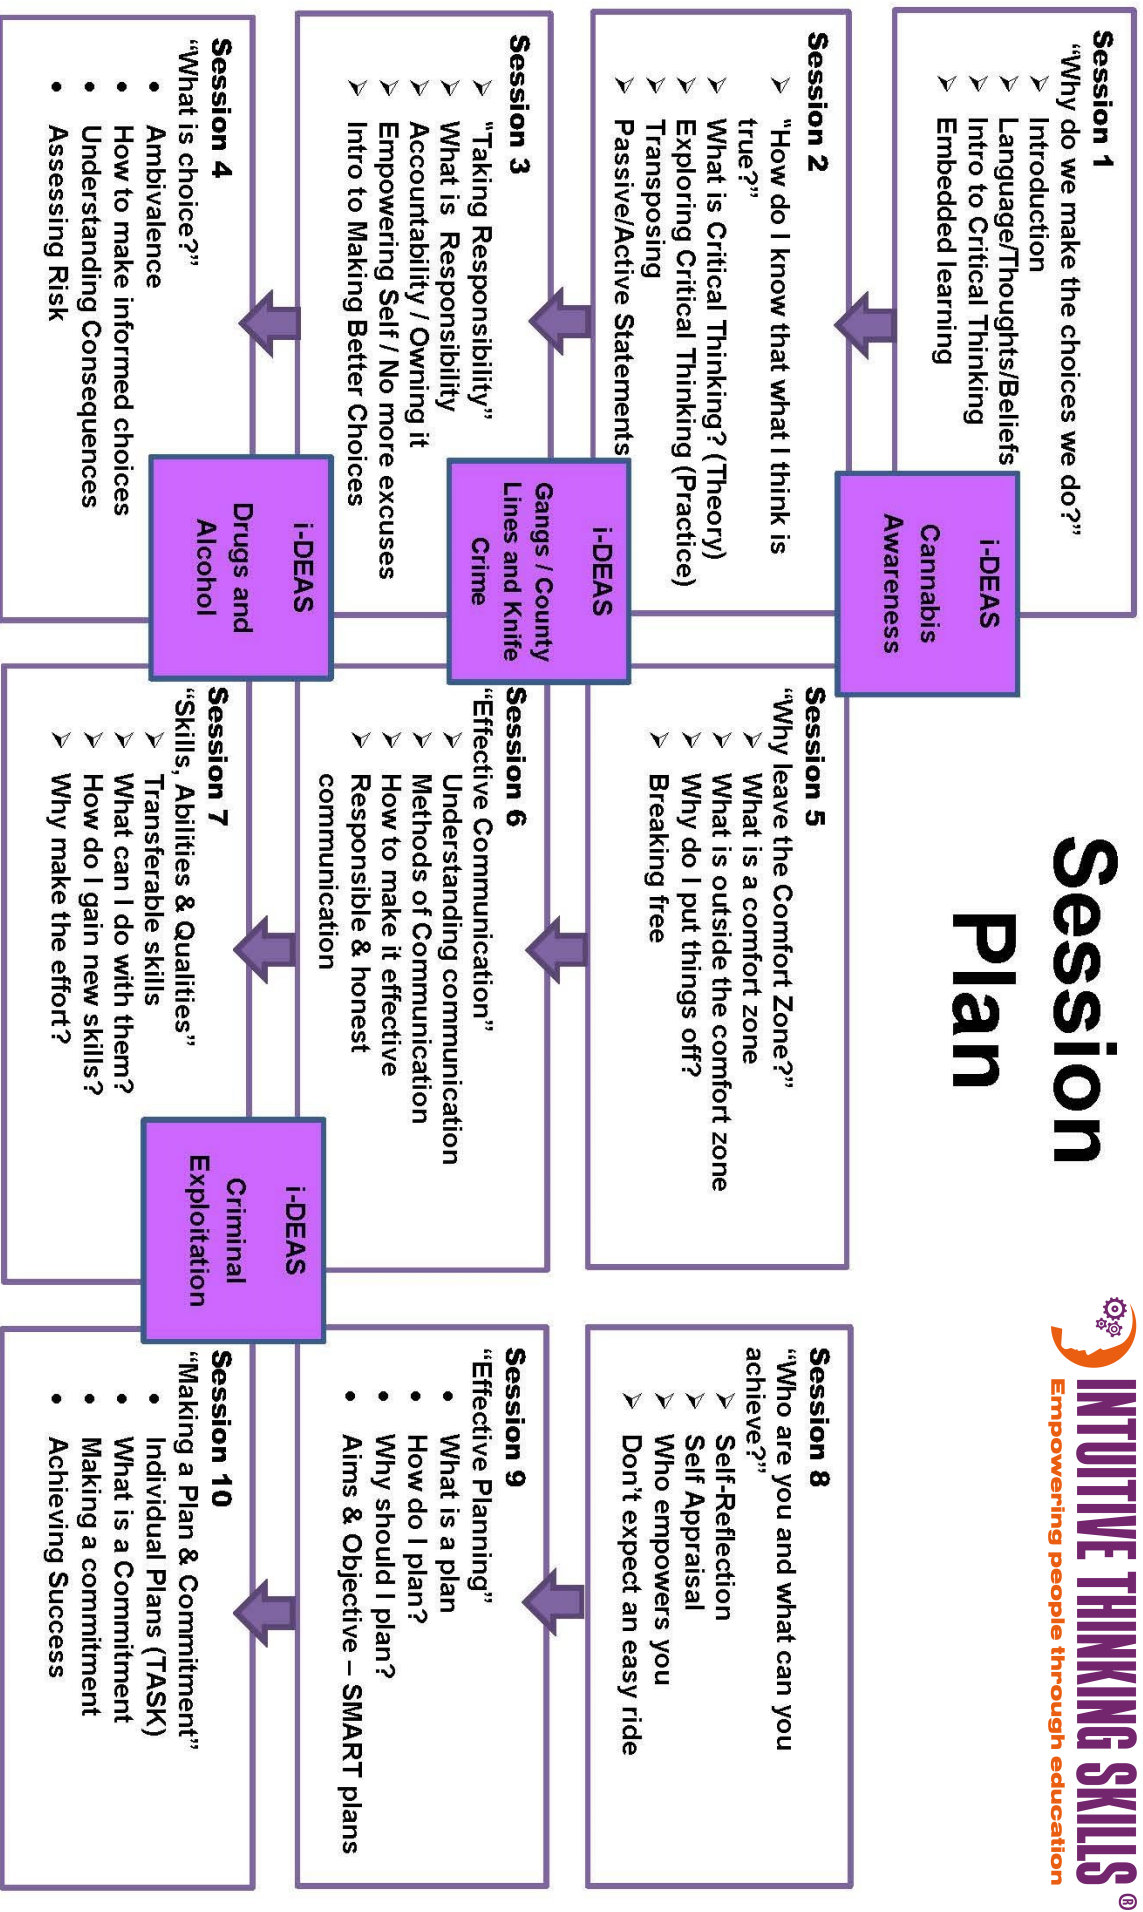 Session
Plan
INTUITIVE THINKING SKILLS®
Empowering people through education
Session 1
“Why do we make the choices we do?”
Introduction
Language/Thoughts/Beliefs
Intro to Critical Thinking
Embedded learning
i-DEAS
Cannabis
Awareness
Session 2
“How do I know that what I think is
true?”
What is Critical Thinking? (Theory)
Exploring Critical Thinking (Practice)
Transposing
Passive/Active Statements
i-DEAS
Gangs / County
Lines and Knife
Crime
Session 3
“Taking Responsibility”
What is Responsibility
Accountability / Owning it
Empowering Self / No more excuses
Intro to Making Better Choices
i-DEAS
Drugs and
Alcohol
Session 4
“What is choice?”
• Ambivalence
• How to make informed choices
• Understanding Consequences
• Assessing Risk
Session 5
“Why leave the Comfort Zone?”
What is a comfort zone
What is outside the comfort zone
Why do I put things off?
Breaking free
Session 6
“Effective Communication”
Understanding communication
Methods of Communication
How to make it effective
Responsible & honest
communication
i-DEAS
Criminal
Exploitation
Session 7
“Skills, Abilities & Qualities”
Transferable skills
What can I do with them?
How do I gain new skills?
Why make the effort?
Session 8
“Who are you and what can you
achieve?”
Self-Reflection
Self Appraisal
Who empowers you
Don’t expect an easy ride
Session 9
“Effective Planning”
• What is a plan
• How do I plan?
• Why should I plan?
• Aims & Objective – SMART plans
Session 10
“Making a Plan & Commitment”
• Individual Plans (TASK)
• What is a Commitment
• Making a commitment
• Achieving Success